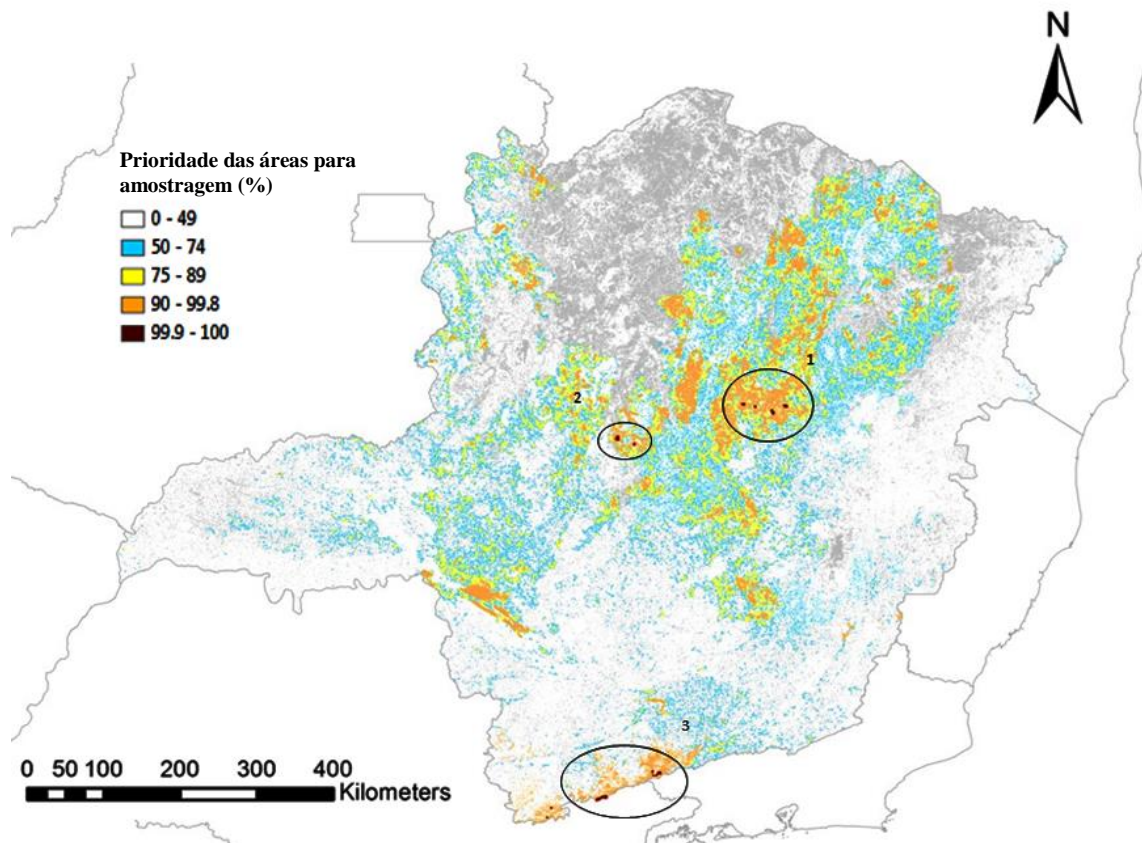 N
Prioridade das áreas para
amostragem (%)
0 - 49
50 - 74
75 - 89
90 - 99.8
99.9 - 100
1
2
3
0 50 100 200 300 400
Kilometers